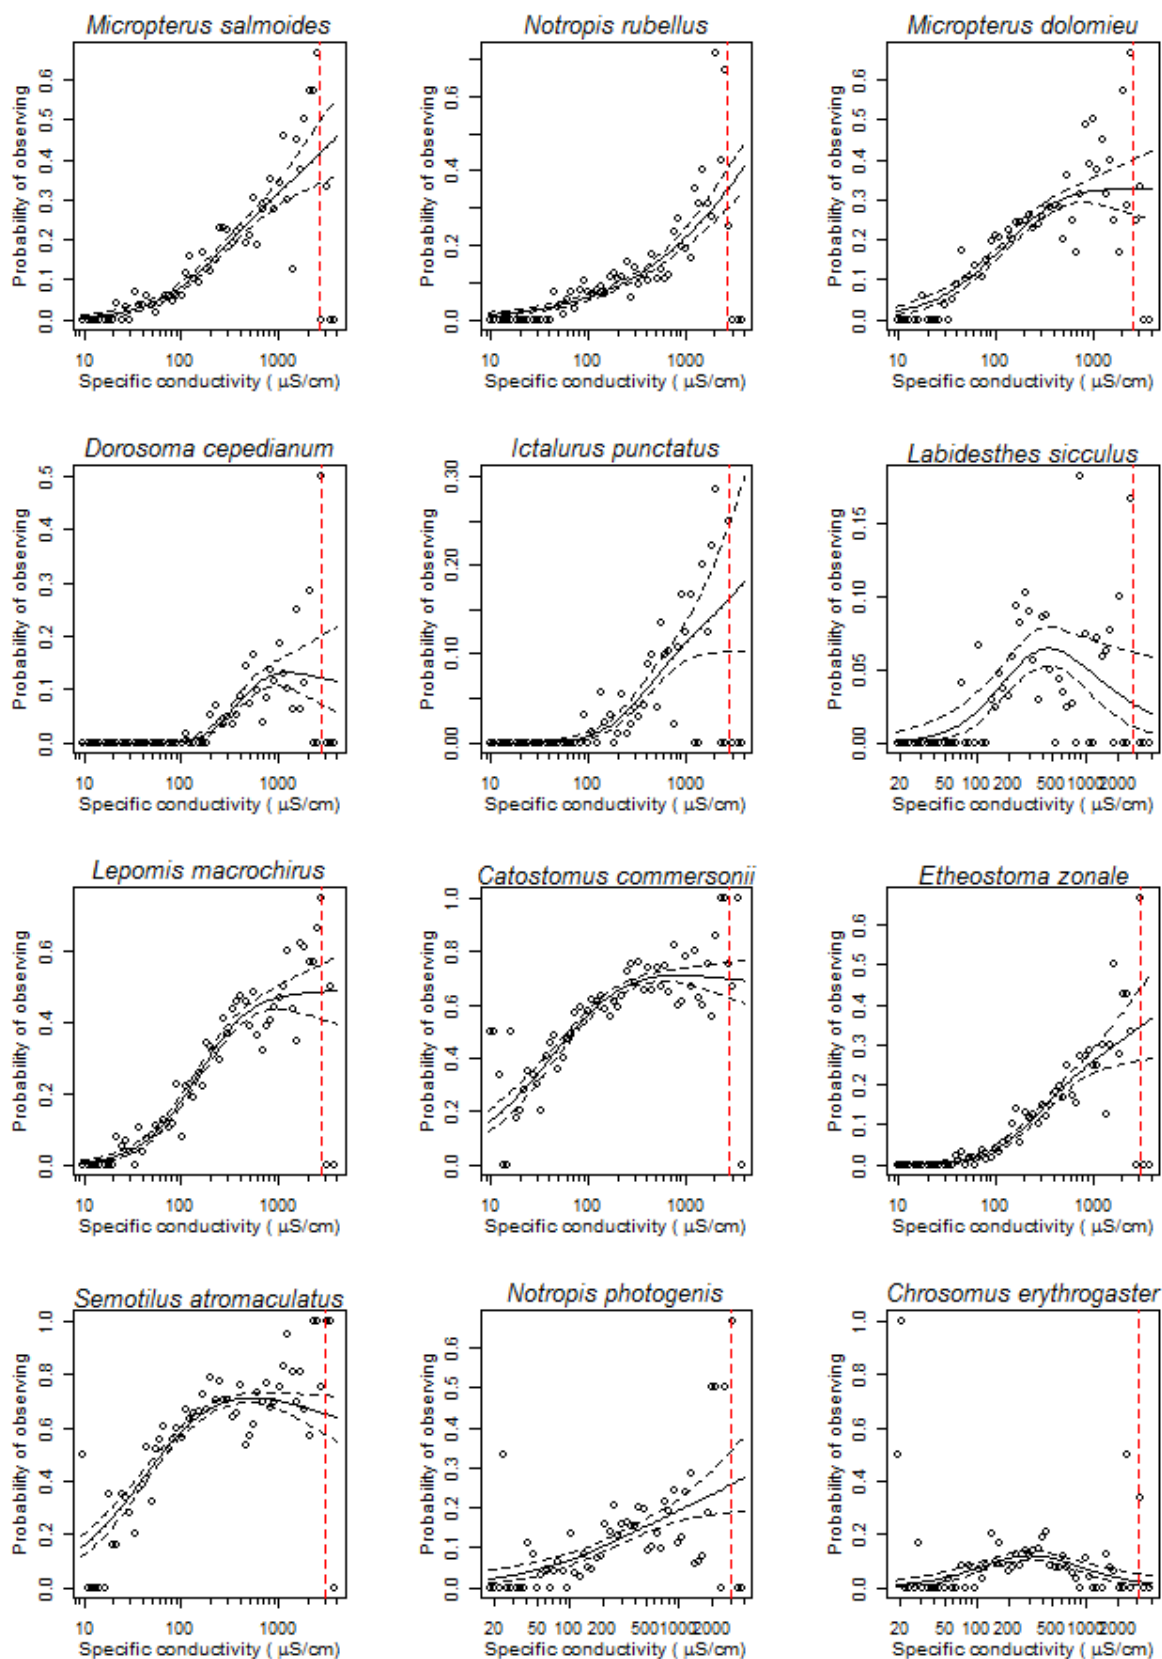 Micropterus salmoides
Notropis rubellus
Micropterus dolomieu
Probability of observing
0.0 0.1 0.2 0.3 0.4 0.5 0.6
10 100 1000
Specific conductivity ( µS/cm)
Probability of observing
0.0 0.2 0.4 0.6
10 100 1000
Specific conductivity ( µS/cm)
Probability of observing
0.0 0.1 0.2 0.3 0.4 0.5 0.6
10 100 1000
Specific conductivity ( µS/cm)
Dorosoma cepedianum
Ictalurus punctatus
Labidesthes sicculus
Probability of observing
0.0 0.1 0.2 0.3 0.4 0.5
10 100 1000
Specific conductivity ( µS/cm)
Probability of observing
0.00 0.10 0.20 0.30
10 100 1000
Specific conductivity ( µS/cm)
Probability of observing
0.00 0.05 0.10 0.15
20 50 100 200 500 1000 2000
Specific conductivity ( µS/cm)
Lepomis macrochirus
Catostomus commersonii
Etheostoma zonale
Probability of observing
0.0 0.2 0.4 0.6
10 100 1000
Specific conductivity ( µS/cm)
Probability of observing
0.0 0.2 0.4 0.6 0.8 1.0
10 100 1000
Specific conductivity ( µS/cm)
Probability of observing
0.0 0.1 0.2 0.3 0.4 0.5 0.6
10 100 1000
Specific conductivity ( µS/cm)
Semotilus atromaculatus
Notropis photogenis
Chrosomus erythrogaster
Probability of observing
0.0 0.2 0.4 0.6 0.8 1.0
10 100 1000
Specific conductivity ( µS/cm)
Probability of observing
0.0 0.1 0.2 0.3 0.4 0.5 0.6
20 50 100 200 500 1000 2000
Specific conductivity ( µS/cm)
Probability of observing
0.0 0.2 0.4 0.6 0.8 1.0
20 50 100 200 500 1000 2000
Specific conductivity ( µS/cm)